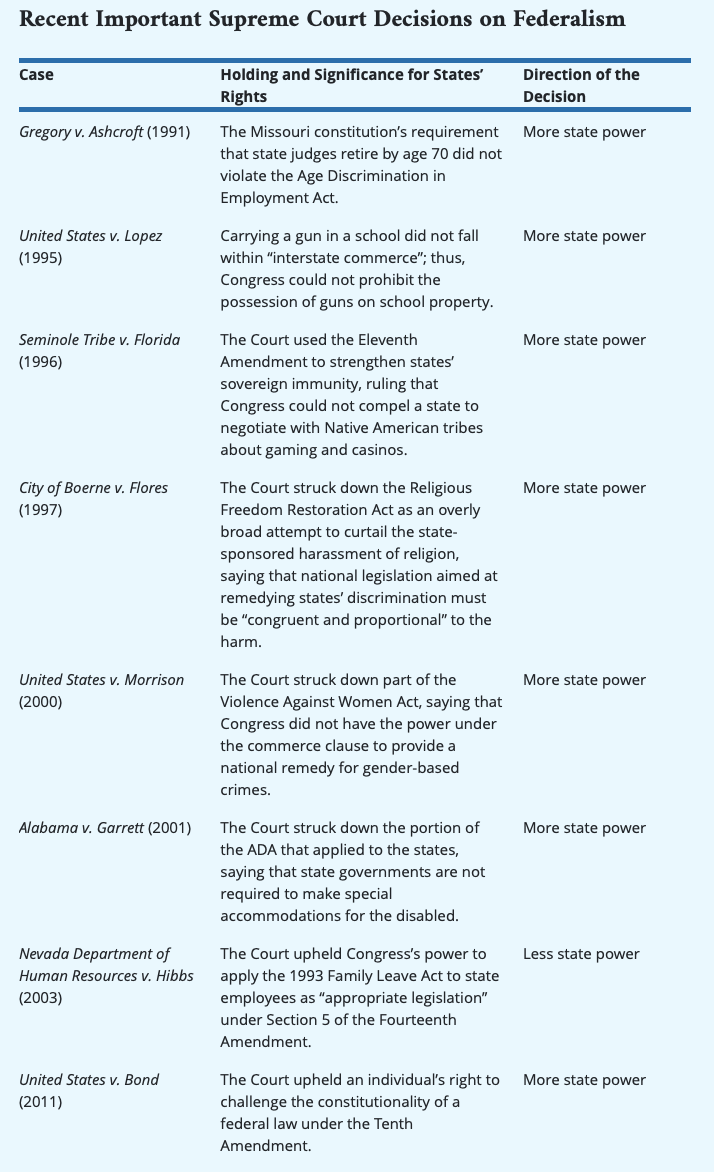 Recent Important Supreme Court Decisions on Federalism
Case
Holding and Significance for States’
Rights
Direction of the
Decision
Gregory v. Ashcroft (1991)
The Missouri constitution’s requirement
that state judges retire by age 70 did not
violate the Age Discrimination in
Employment Act.
More state power
United States v. Lopez
(1995)
Carrying a gun in a school did not fall
within “interstate commerce”; thus,
Congress could not prohibit the
possession of guns on school property.
More state power
Seminole Tribe v. Florida
(1996)
The Court used the Eleventh
Amendment to strengthen states’
sovereign immunity, ruling that
Congress could not compel a state to
negotiate with Native American tribes
about gaming and casinos.
More state power
City of Boerne v. Flores
(1997)
The Court struck down the Religious
Freedom Restoration Act as an overly
broad attempt to curtail the state-
sponsored harassment of religion,
saying that national legislation aimed at
remedying states’ discrimination must
be “congruent and proportional” to the
harm.
More state power
United States v. Morrison
(2000)
The Court struck down part of the
Violence Against Women Act, saying that
Congress did not have the power under
the commerce clause to provide a
national remedy for gender-based
crimes.
More state power
Alabama v. Garrett (2001)
The Court struck down the portion of
the ADA that applied to the states,
saying that state governments are not
required to make special
accommodations for the disabled.
More state power
Nevada Department of
Human Resources v. Hibbs
(2003)
The Court upheld Congress’s power to
apply the 1993 Family Leave Act to state
employees as “appropriate legislation”
under Section 5 of the Fourteenth
Amendment.
Less state power
United States v. Bond
(2011)
The Court upheld an individual’s right to
challenge the constitutionality of a
federal law under the Tenth
Amendment.
More state power